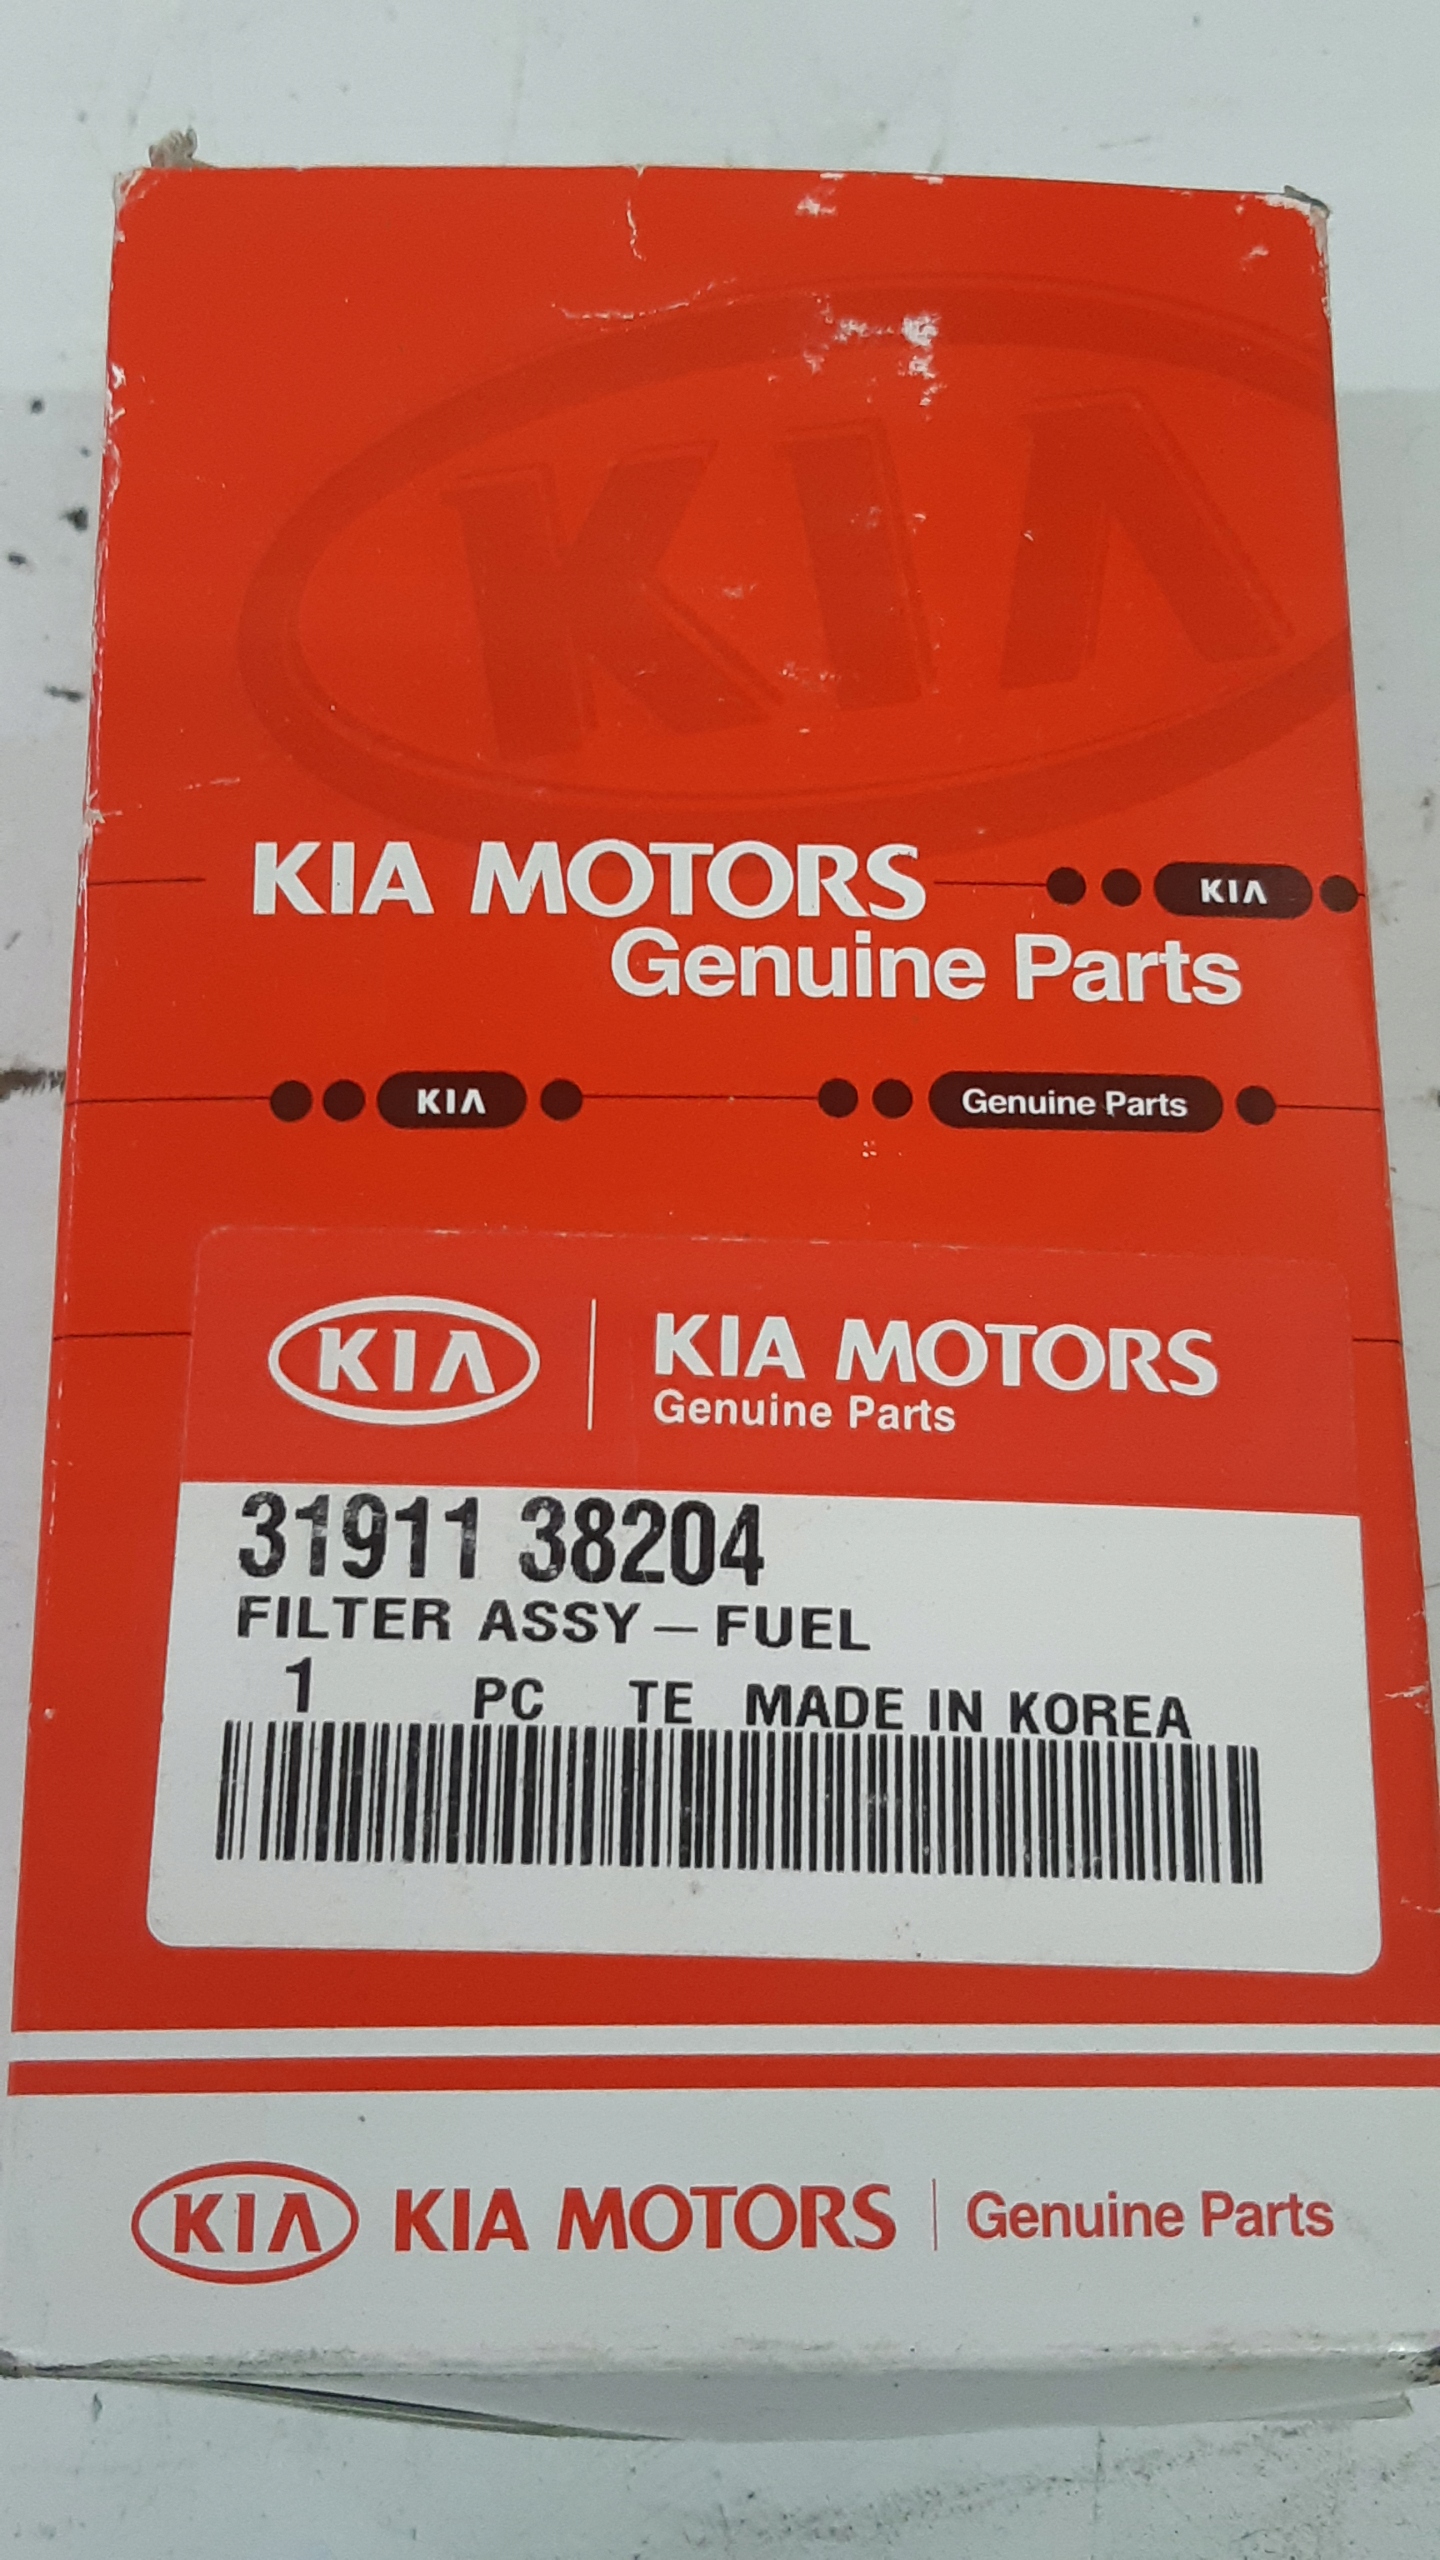 KIA
KIA MOTORS
KIA
Genuine Parts
KIA
Genuine Parts
KIA
KIA MOTORS
Genuine Parts
31911 38204
FILTER ASSY – FUEL
1 PC TE MADE IN KOREA
KIA KIA MOTORS Genuine Parts